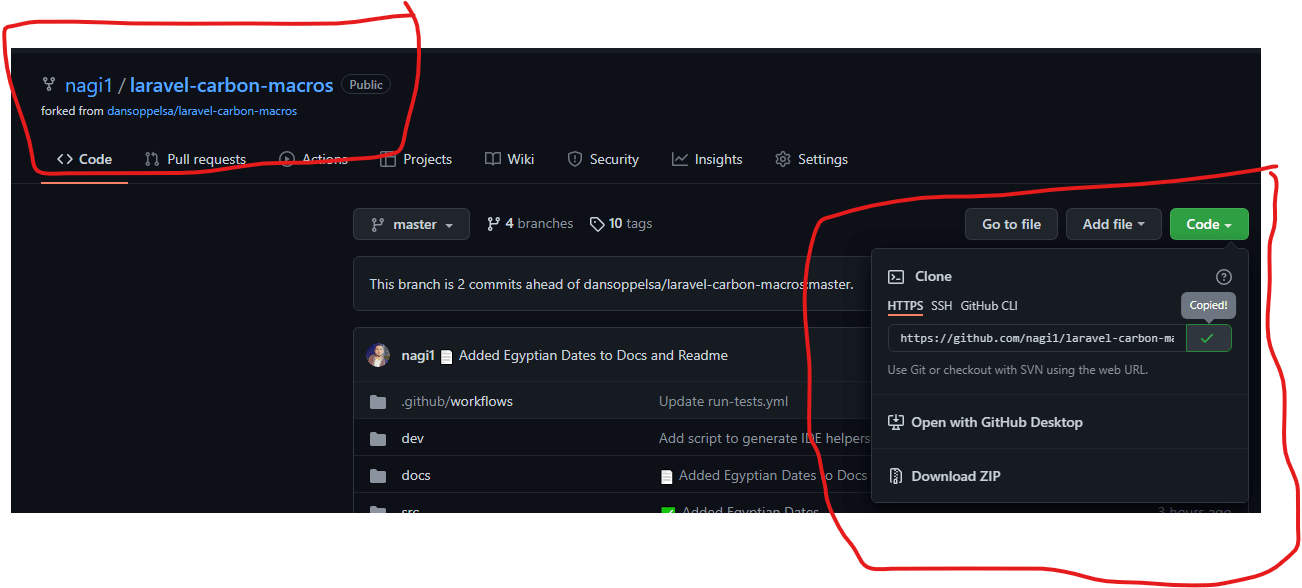 nagi1 / laravel-carbon-macros Public
forked from dansoppelsa/laravel-carbon-macros
Code Pull requests Actions Projects Wiki Security Insights Settings
master 4 branches 10 tags Go to file Add file Code
This branch is 2 commits ahead of dansoppelsa/laravel-carbon-macros:master.
nagi1 Added Egyptian Dates to Docs and Readme
.github/workflows Update run-tests.yml
dev Add script to generate IDE helpers
docs Added Egyptian Dates to Docs
src Added Egyptian Dates 3 hours ago
Clone
HTTPS SSH GitHub CLI
Copied!
https://github.com/nagi1/laravel-carbon-ma
Use Git or checkout with SVN using the web URL.
Open with GitHub Desktop
Download ZIP